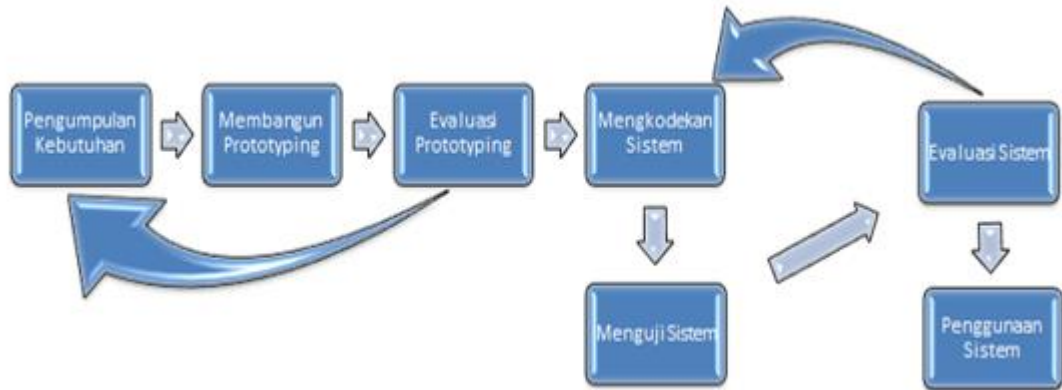 Pengumpulan
Kebutuhan
Membangun
Prototyping
Evaluasi
Prototyping
Mengkodekan
Sistem
Menguji Sistem
Evaluasi Sistem
Penggunaan
Sistem